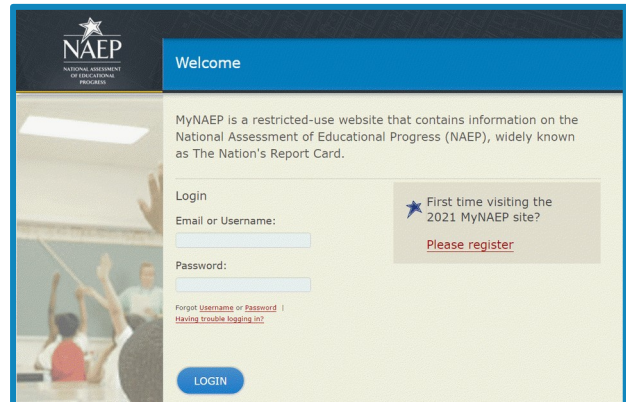 NAEP
NATIONAL ASSESSMENT
OF EDUCATIONAL
PROGRESS
Welcome
MyNAEP is a restricted-use website that contains information on the
National Assessment of Educational Progress (NAEP), widely known
as The Nation's Report Card.
Login
Email or Username:
Password:
Forgot Username or Password |
Having trouble logging in?
LOGIN
First time visiting the
2021 MyNAEP site?
Please register